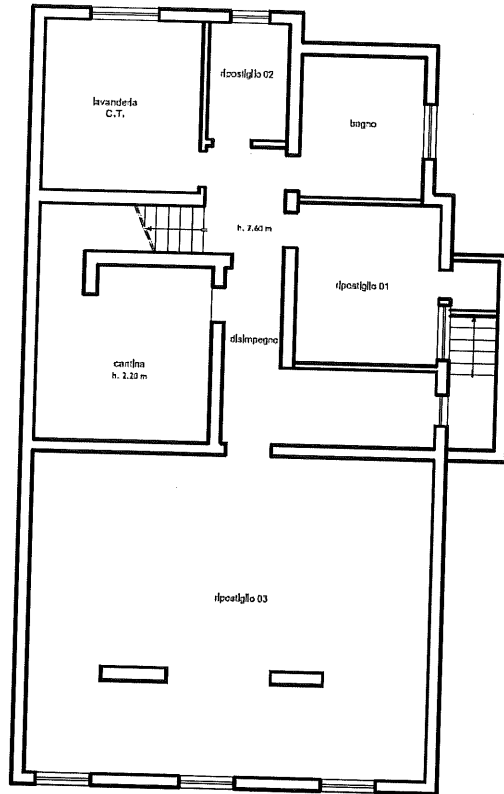 ripostiglio 02
lavanderia
C.T.
bagno
h. 2.60 m
ripostiglio 01
disimpegno
cantina
h. 2.20 m
ripostiglio 03